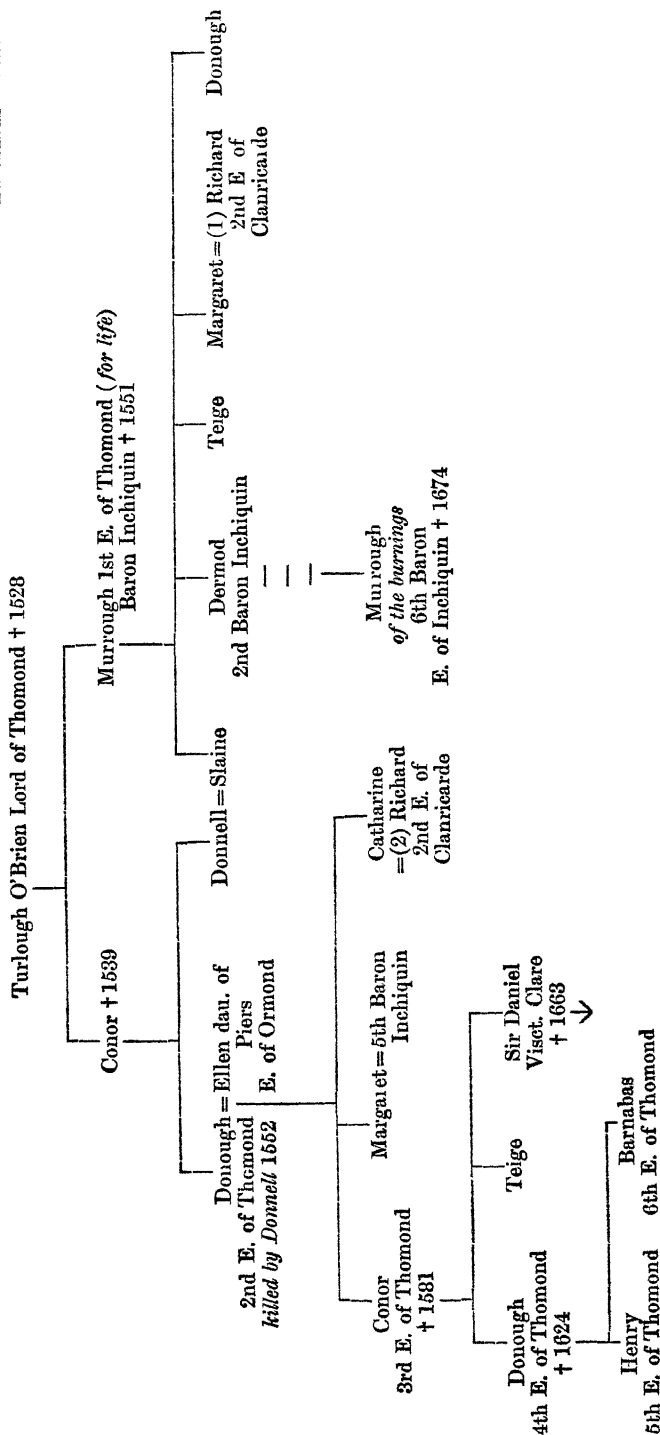 Turlough O'Brien Lord of Thomond † 1528
Conor † 1539
Murrough 1st E. of Thomond (for life)
Baron Inchiquin † 1551
Donough = Ellen dau. of
Piers
E. of Ormond
2nd E. of Thomond
killed by Donnell 1552
Donnell = Slaine
Dermod
2nd Baron Inchiquin
Teige
Margaret = (1) Richard
2nd E of
Clanricarde
Donough
Conor
3rd E. of Thomond
† 1581
Margaret = 5th Baron
Inchiquin
Catharine
= (2) Richard
2nd E. of
Clanricarde
Murrough
of the burnings
6th Baron
E. of Inchiquin † 1674
Donough
4th E. of Thomond
† 1624
Teige
Sir Daniel
Visct. Clare
† 1663
Henry
5th E. of Thomond
Barnabas
6th E. of Thomond